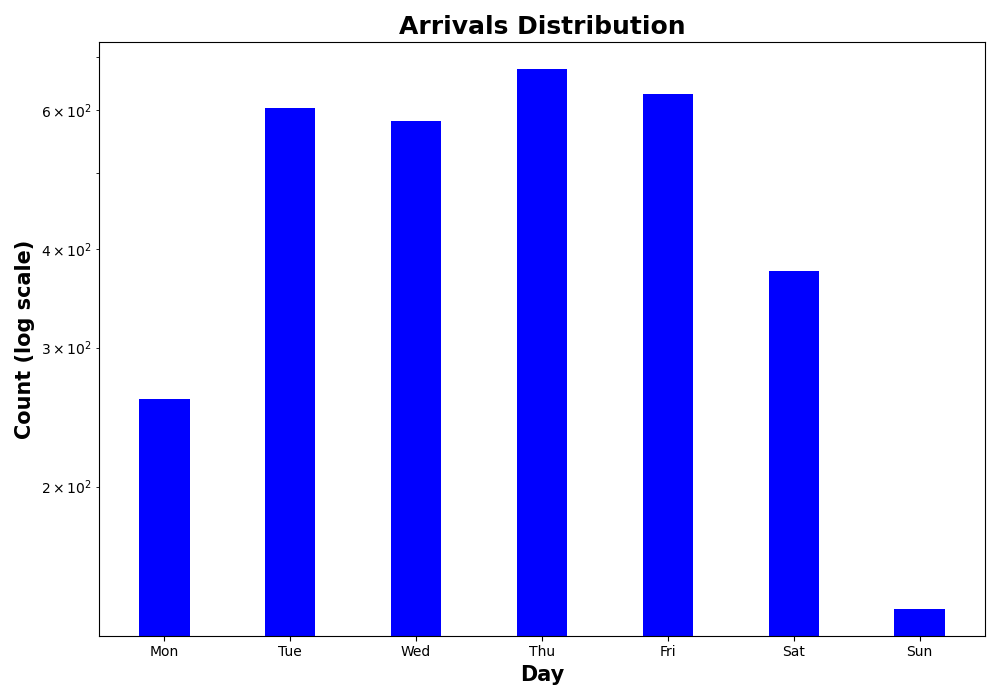 Arrivals Distribution
6 × 10²
4 × 10²
3 × 10²
2 × 10²
Count (log scale)
Mon Tue Wed Thu Fri Sat Sun
Day